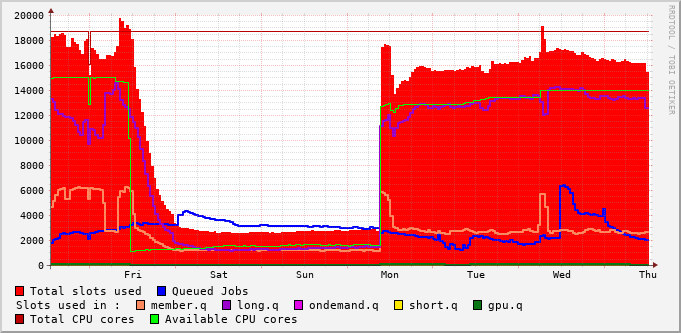 20000
18000
16000
14000
12000
10000
8000
6000
4000
2000
0
Fri Sat Sun Mon Tue Wed Thu
Total slots used Queued Jobs
Slots used in : member.q long.q ondemand.q short.q gpu.q
Total CPU cores Available CPU cores
RRDTOOL / TOBI OETIKER